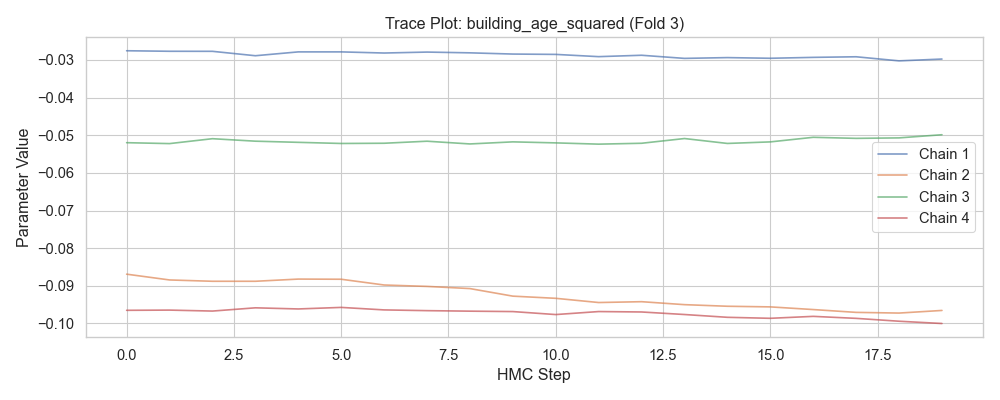 Trace Plot: building_age_squared (Fold 3)
Parameter Value
−0.03
−0.04
−0.05
−0.06
−0.07
−0.08
−0.09
−0.10
Chain 1
Chain 2
Chain 3
Chain 4
0.0 2.5 5.0 7.5 10.0 12.5 15.0 17.5
HMC Step